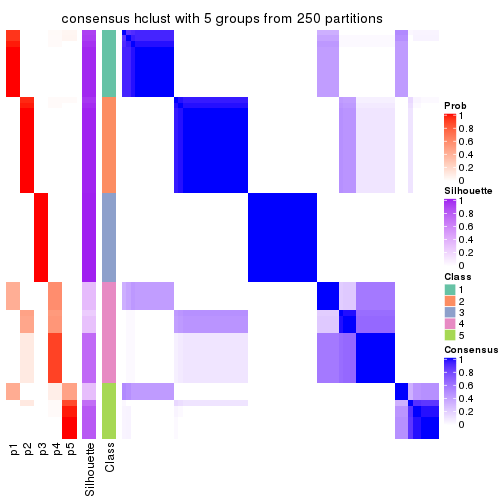 consensus hclust with 5 groups from 250 partitions
Prob
1
0.8
0.6
0.4
0.2
0
Silhouette
1
0.8
0.6
0.4
0.2
0
Class
1
2
3
4
5
Consensus
1
0.8
0.6
0.4
0.2
0
p1
p2
p3
p4
p5
Silhouette
Class